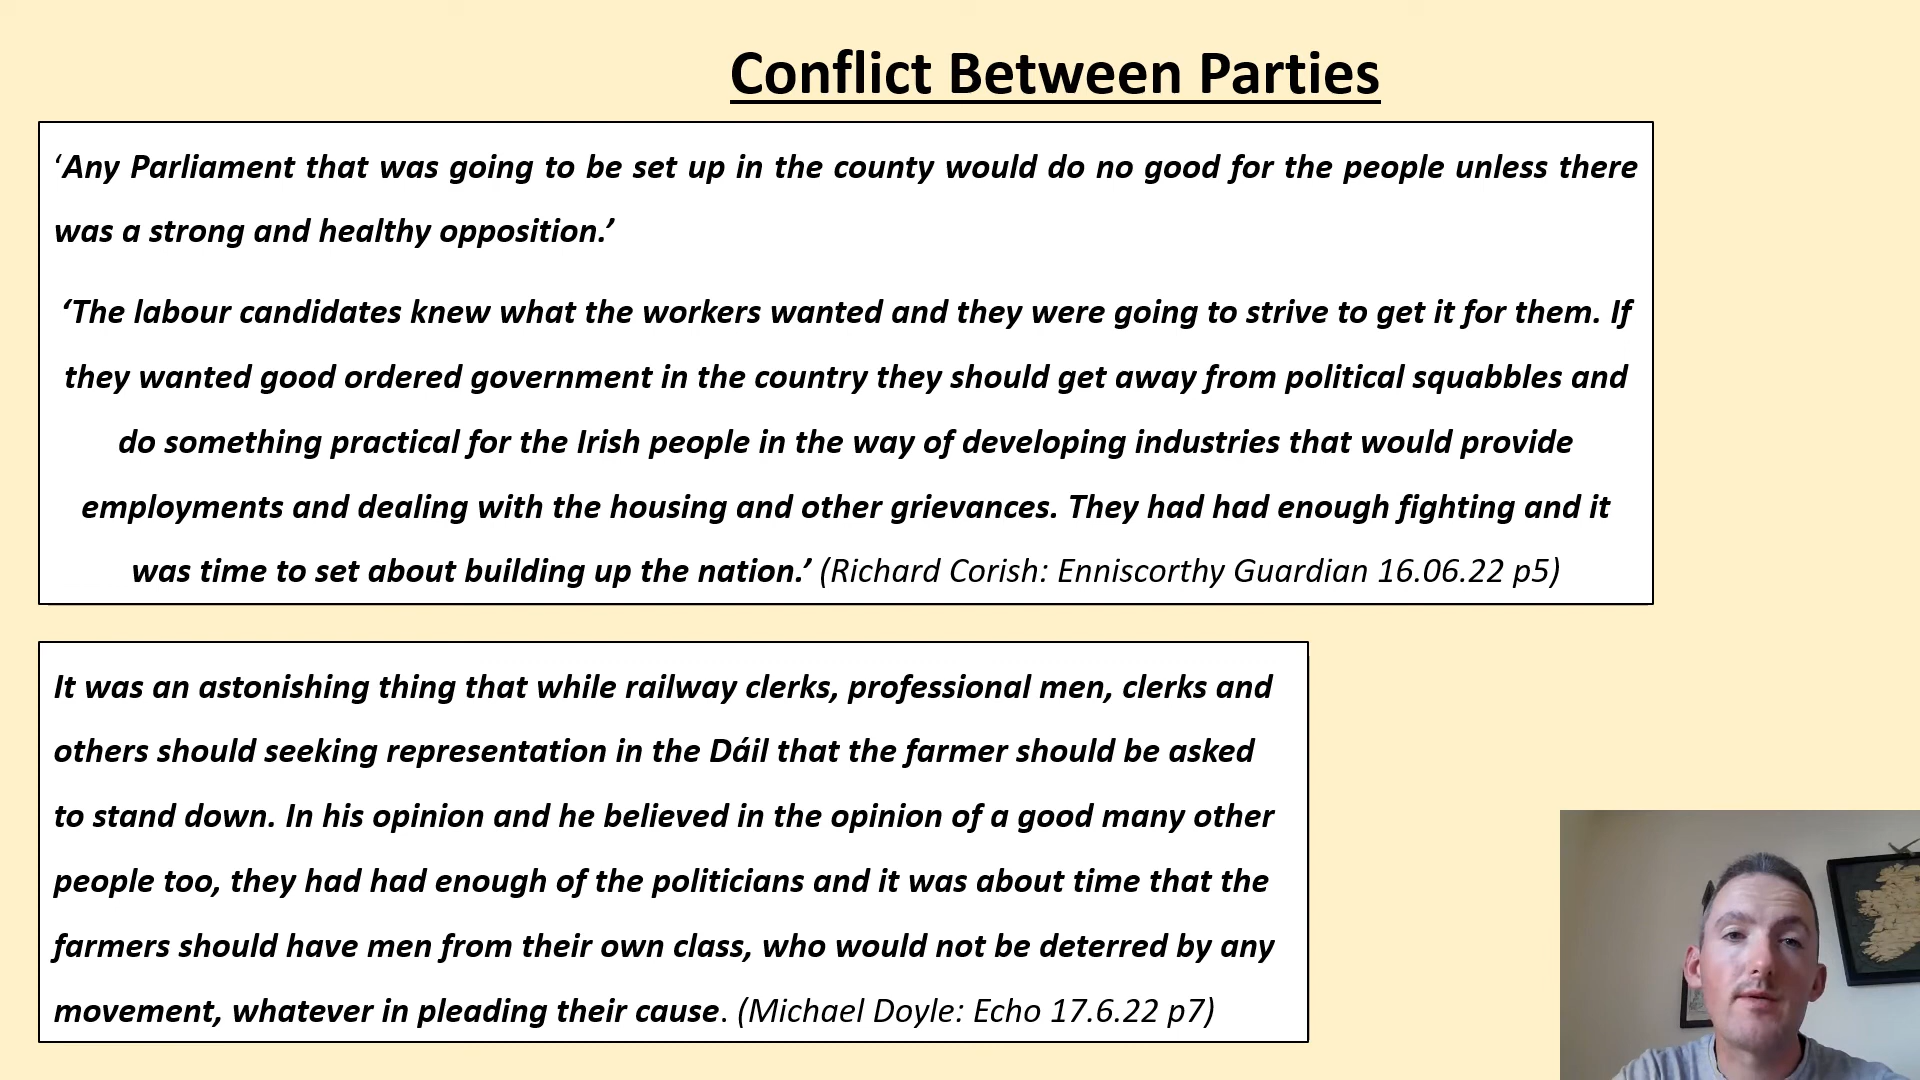 Conflict Between Parties
‘Any Parliament that was going to be set up in the county would do no good for the people unless there
was a strong and healthy opposition.’
‘The labour candidates knew what the workers wanted and they were going to strive to get it for them. If
they wanted good ordered government in the country they should get away from political squabbles and
do something practical for the Irish people in the way of developing industries that would provide
employments and dealing with the housing and other grievances. They had had enough fighting and it
was time to set about building up the nation.’ (Richard Corish: Enniscorthy Guardian 16.06.22 p5)
It was an astonishing thing that while railway clerks, professional men, clerks and
others should seeking representation in the Dáil that the farmer should be asked
to stand down. In his opinion and he believed in the opinion of a good many other
people too, they had had enough of the politicians and it was about time that the
farmers should have men from their own class, who would not be deterred by any
movement, whatever in pleading their cause. (Michael Doyle: Echo 17.6.22 p7)